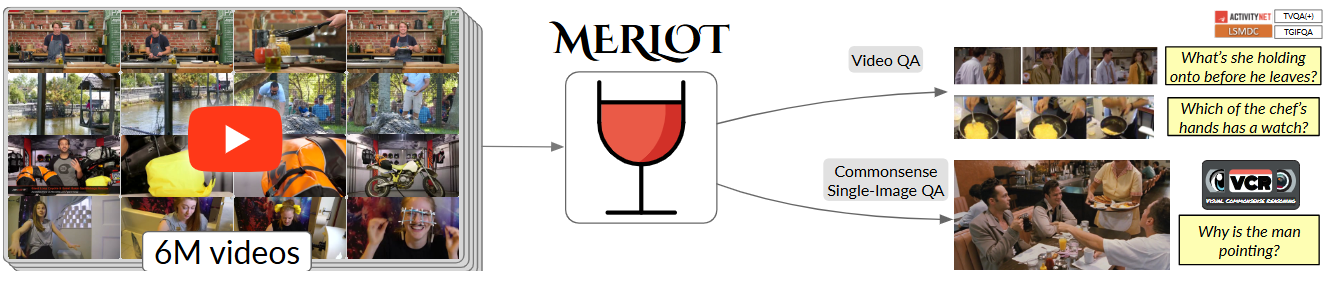 6M videos
MERLOT
Video QA
Commonsense
Single-Image QA
ACTIVITYNET
TVQA(+)
LSMDC
TGIFQA
What's she holding
onto before he leaves?
Which of the chef's
hands has a watch?
VCR
VISUAL COMMONSENSE REASONING
Why is the man
pointing?